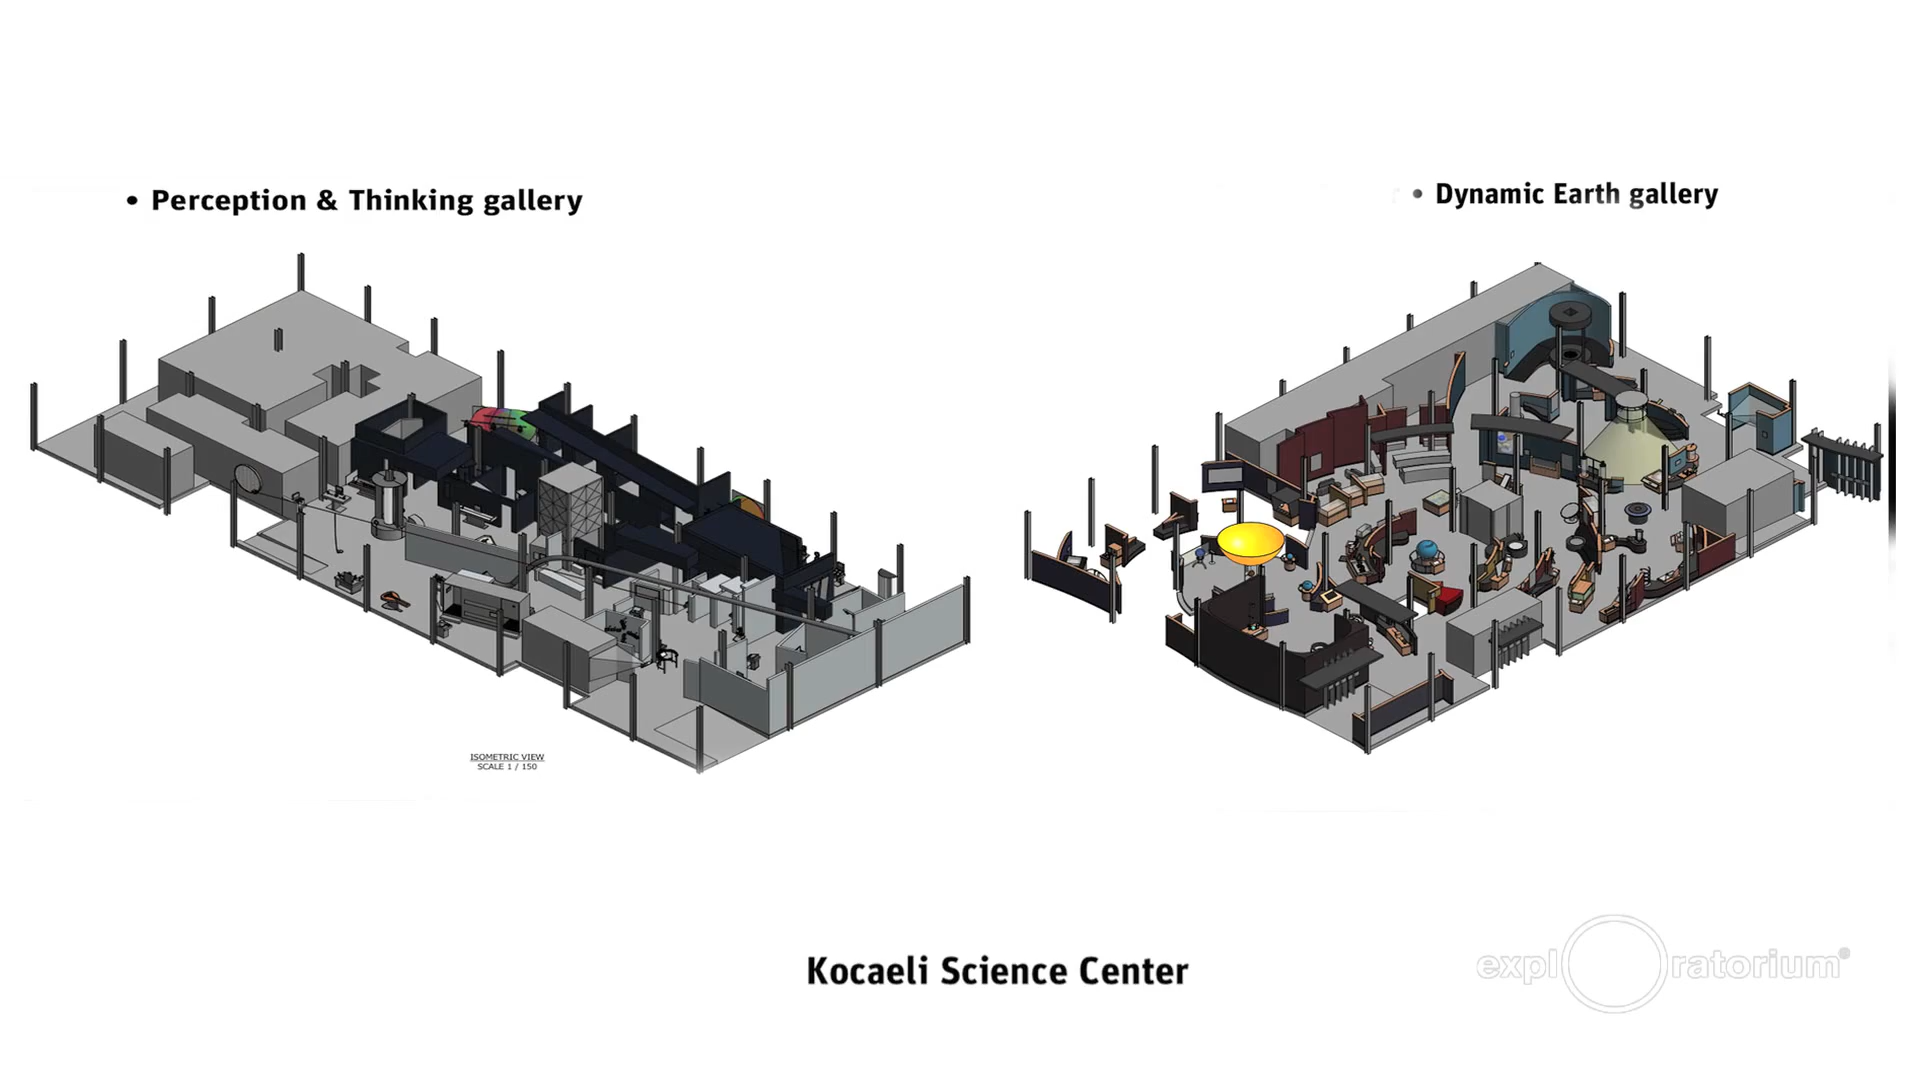 • Perception & Thinking gallery
• Dynamic Earth gallery
ISOMETRIC VIEW
SCALE 1 / 150
Kocaeli Science Center
exploratorium®